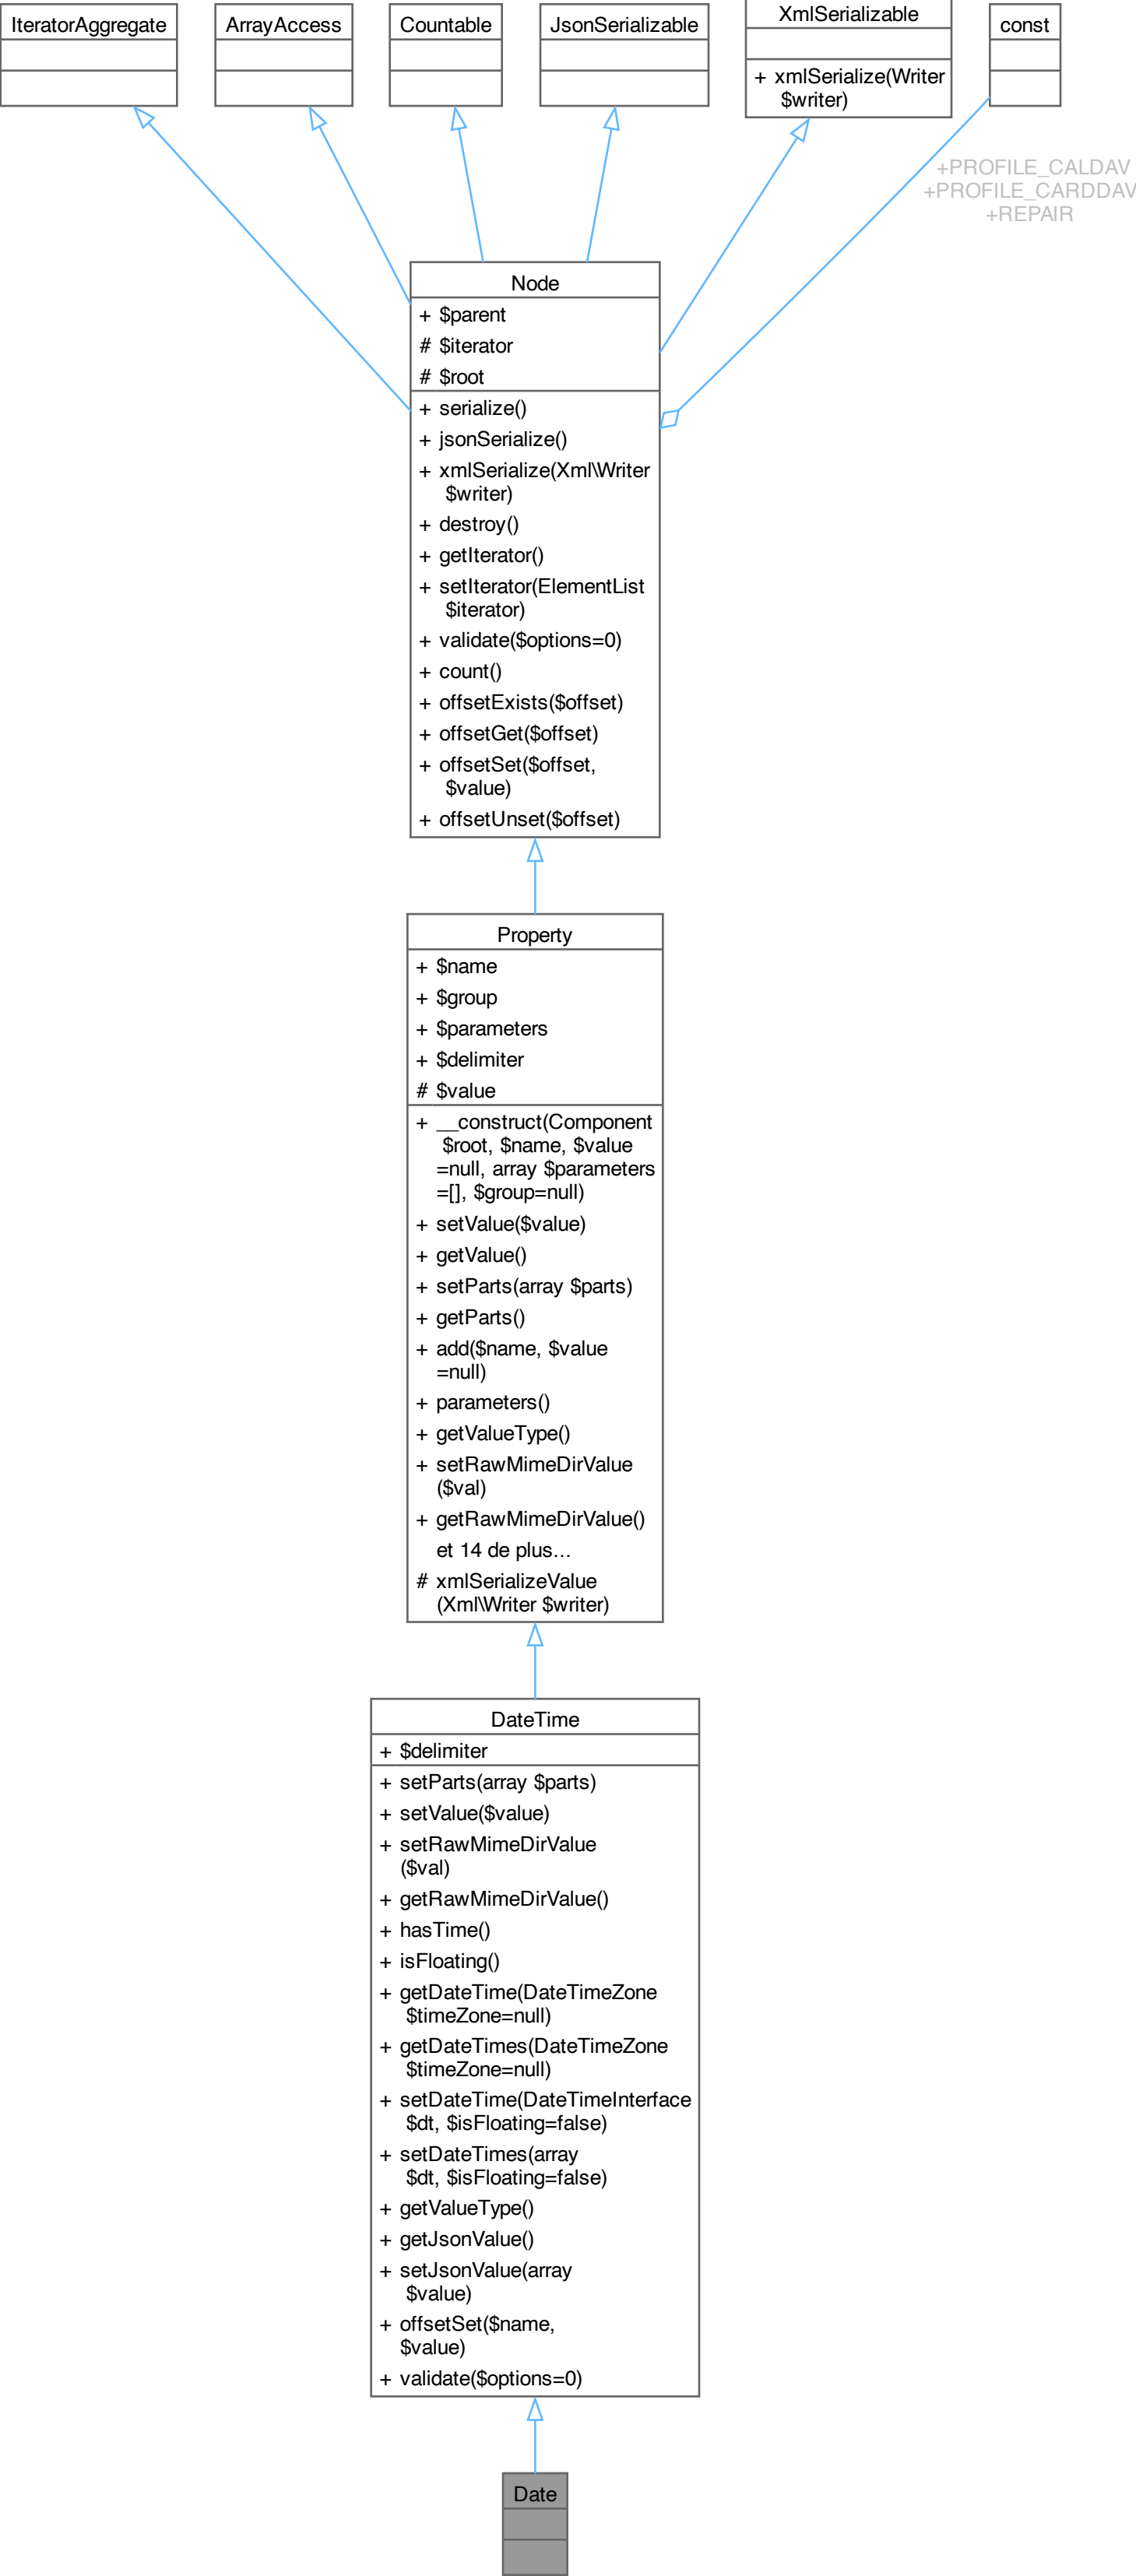 IteratorAggregate
ArrayAccess
Countable
JsonSerializable
XmlSerializable
+ xmlSerialize(Writer
$writer)
const
+PROFILE_CALDAV
+PROFILE_CARDDAV
+REPAIR
Node
+ $parent
# $iterator
# $root
+ serialize()
+ jsonSerialize()
+ xmlSerialize(Xml\Writer
$writer)
+ destroy()
+ getIterator()
+ setIterator(ElementList
$iterator)
+ validate($options=0)
+ count()
+ offsetExists($offset)
+ offsetGet($offset)
+ offsetSet($offset,
$value)
+ offsetUnset($offset)
Property
+ $name
+ $group
+ $parameters
+ $delimiter
# $value
+ __construct(Component
$root, $name, $value
=null, array $parameters
=[], $group=null)
+ setValue($value)
+ getValue()
+ setParts(array $parts)
+ getParts()
+ add($name, $value
=null)
+ parameters()
+ getValueType()
+ setRawMimeDirValue
($val)
+ getRawMimeDirValue()
et 14 de plus...
# xmlSerializeValue
(Xml\Writer $writer)
DateTime
+ $delimiter
+ setParts(array $parts)
+ setValue($value)
+ setRawMimeDirValue
($val)
+ getRawMimeDirValue()
+ hasTime()
+ isFloating()
+ getDateTime(DateTimeZone
$timeZone=null)
+ getDateTimes(DateTimeZone
$timeZone=null)
+ setDateTime(DateTimeInterface
$dt, $isFloating=false)
+ setDateTimes(array
$dt, $isFloating=false)
+ getValueType()
+ getJsonValue()
+ setJsonValue(array
$value)
+ offsetSet($name,
$value)
+ validate($options=0)
Date